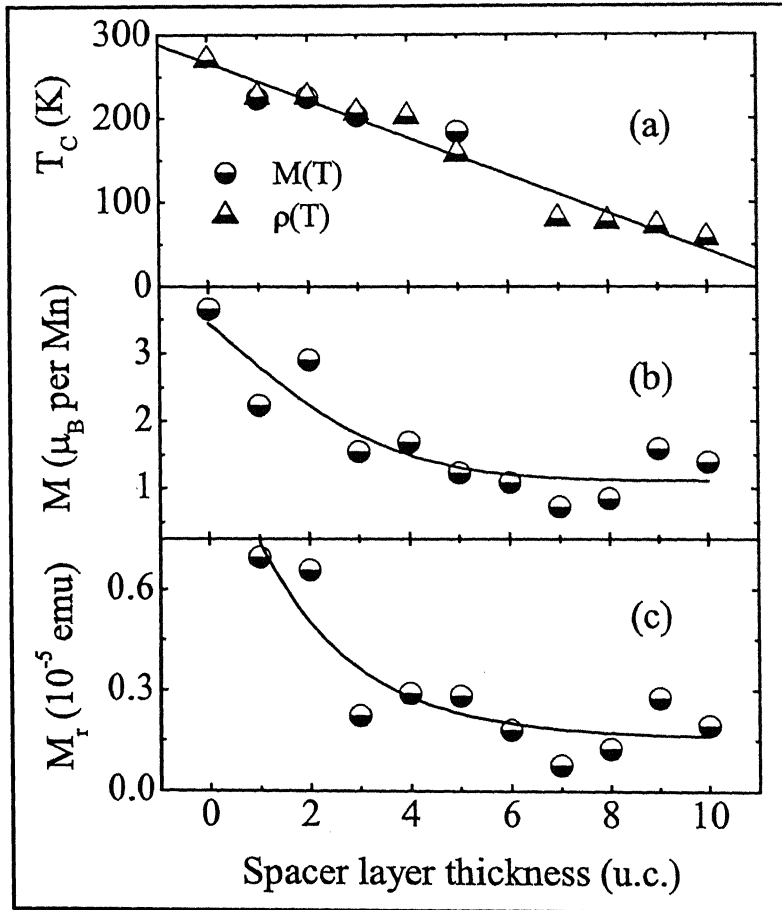 300
200
100
0
T_C (K)
(a)
M(T)
ρ(T)
3
2
1
M (μ_B per Mn)
(b)
0.6
0.3
0.0
M_r (10^-5 emu)
(c)
0 2 4 6 8 10
Spacer layer thickness (u.c.)